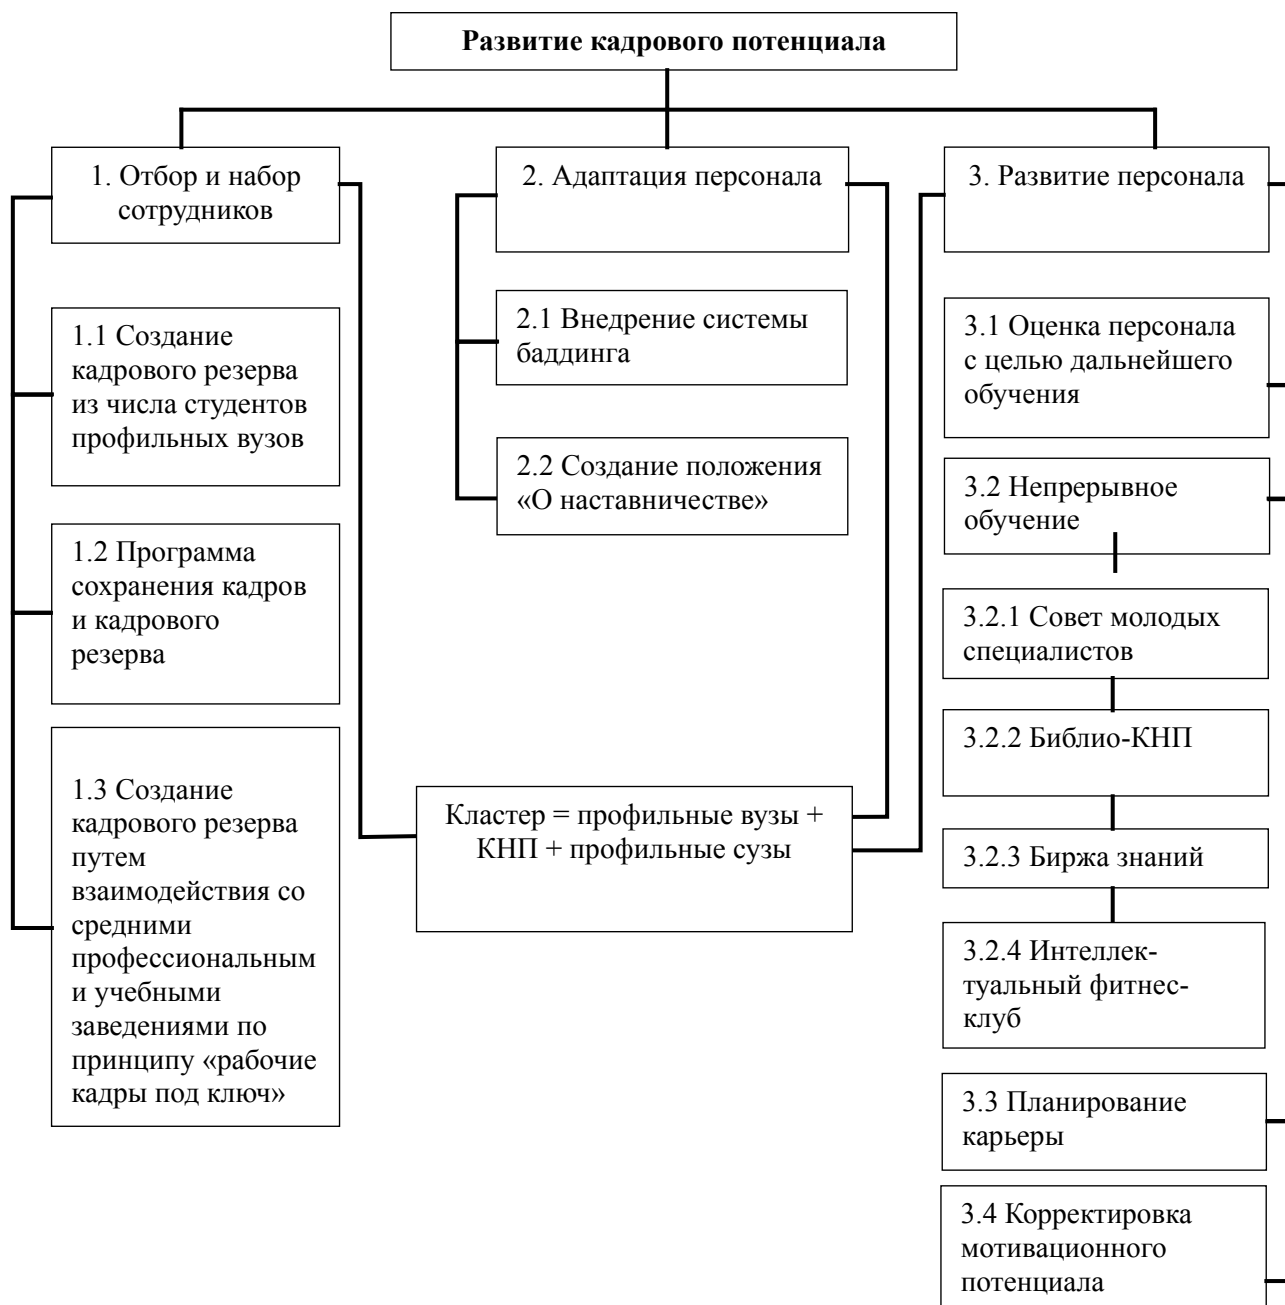 Развитие кадрового потенциала
1. Отбор и набор
сотрудников
1.1 Создание
кадрового резерва
из числа студентов
профильных вузов
1.2 Программа
сохранения кадров
и кадрового
резерва
1.3 Создание
кадрового резерва
путем
взаимодействия со
средними
профессиональным
и учебными
заведениями по
принципу «рабочие
кадры под ключ»
2. Адаптация персонала
2.1 Внедрение системы
баддинга
2.2 Создание положения
«О наставничестве»
Кластер = профильные вузы +
КНП + профильные сузы
3. Развитие персонала
3.1 Оценка персонала
с целью дальнейшего
обучения
3.2 Непрерывное
обучение
3.2.1 Совет молодых
специалистов
3.2.2 Библио-КНП
3.2.3 Биржа знаний
3.2.4 Интеллек-
туальный фитнес-
клуб
3.3 Планирование
карьеры
3.4 Корректировка
мотивационного
потенциала